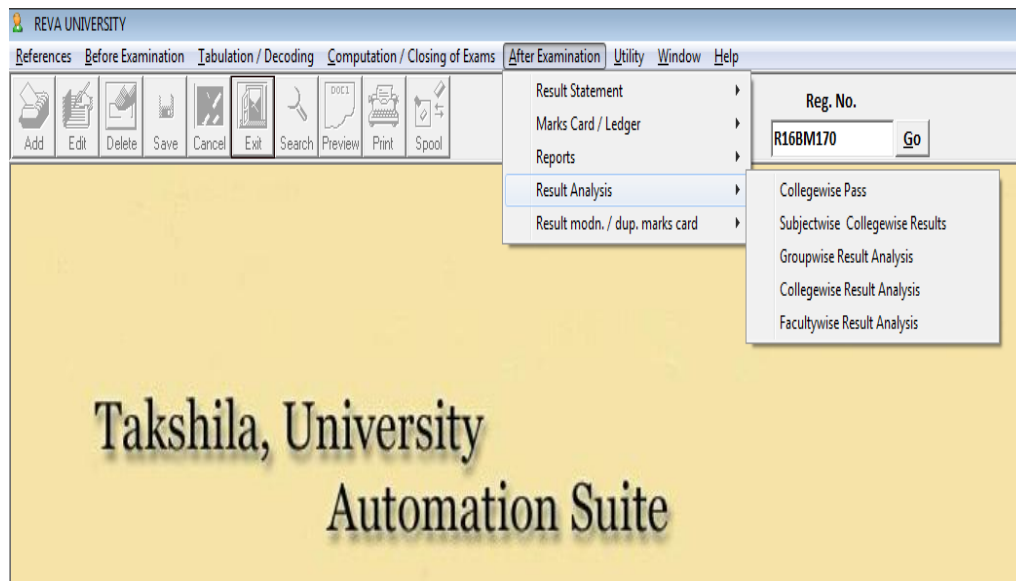 REVA UNIVERSITY
References Before Examination Tabulation / Decoding Computation / Closing of Exams After Examination Utility Window Help
Add Edit Delete Save Cancel Exit Search Preview Print Spool
DOC1
Result Statement
Marks Card / Ledger
Reports
Result Analysis
Result modn. / dup. marks card
Reg. No.
R16BM170 Go
Collegewise Pass
Subjectwise Collegewise Results
Groupwise Result Analysis
Collegewise Result Analysis
Facultywise Result Analysis
Takshila, University
Automation Suite